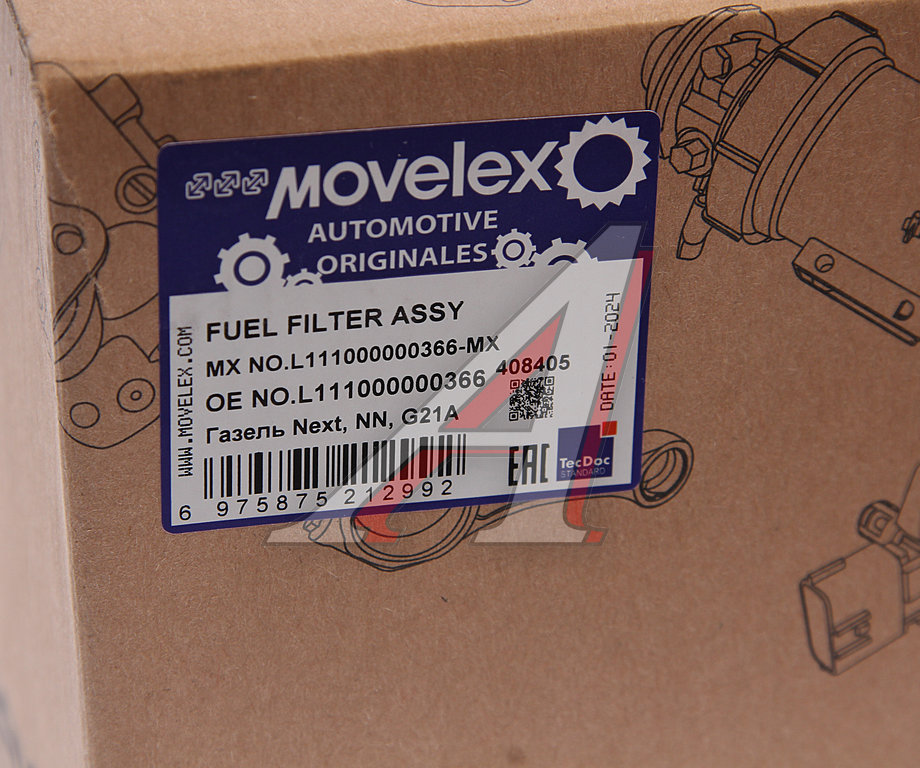 MOVELEX
AUTOMOTIVE
ORIGINALES
FUEL FILTER ASSY
MX NO.L111000000366-MX
OE NO.L111000000366 408405
Газель Next, NN, G21A
WWW.MOVELEX.COM
DATE:01-2024
EAC
TecDoc
STANDARD
6 975875 212992